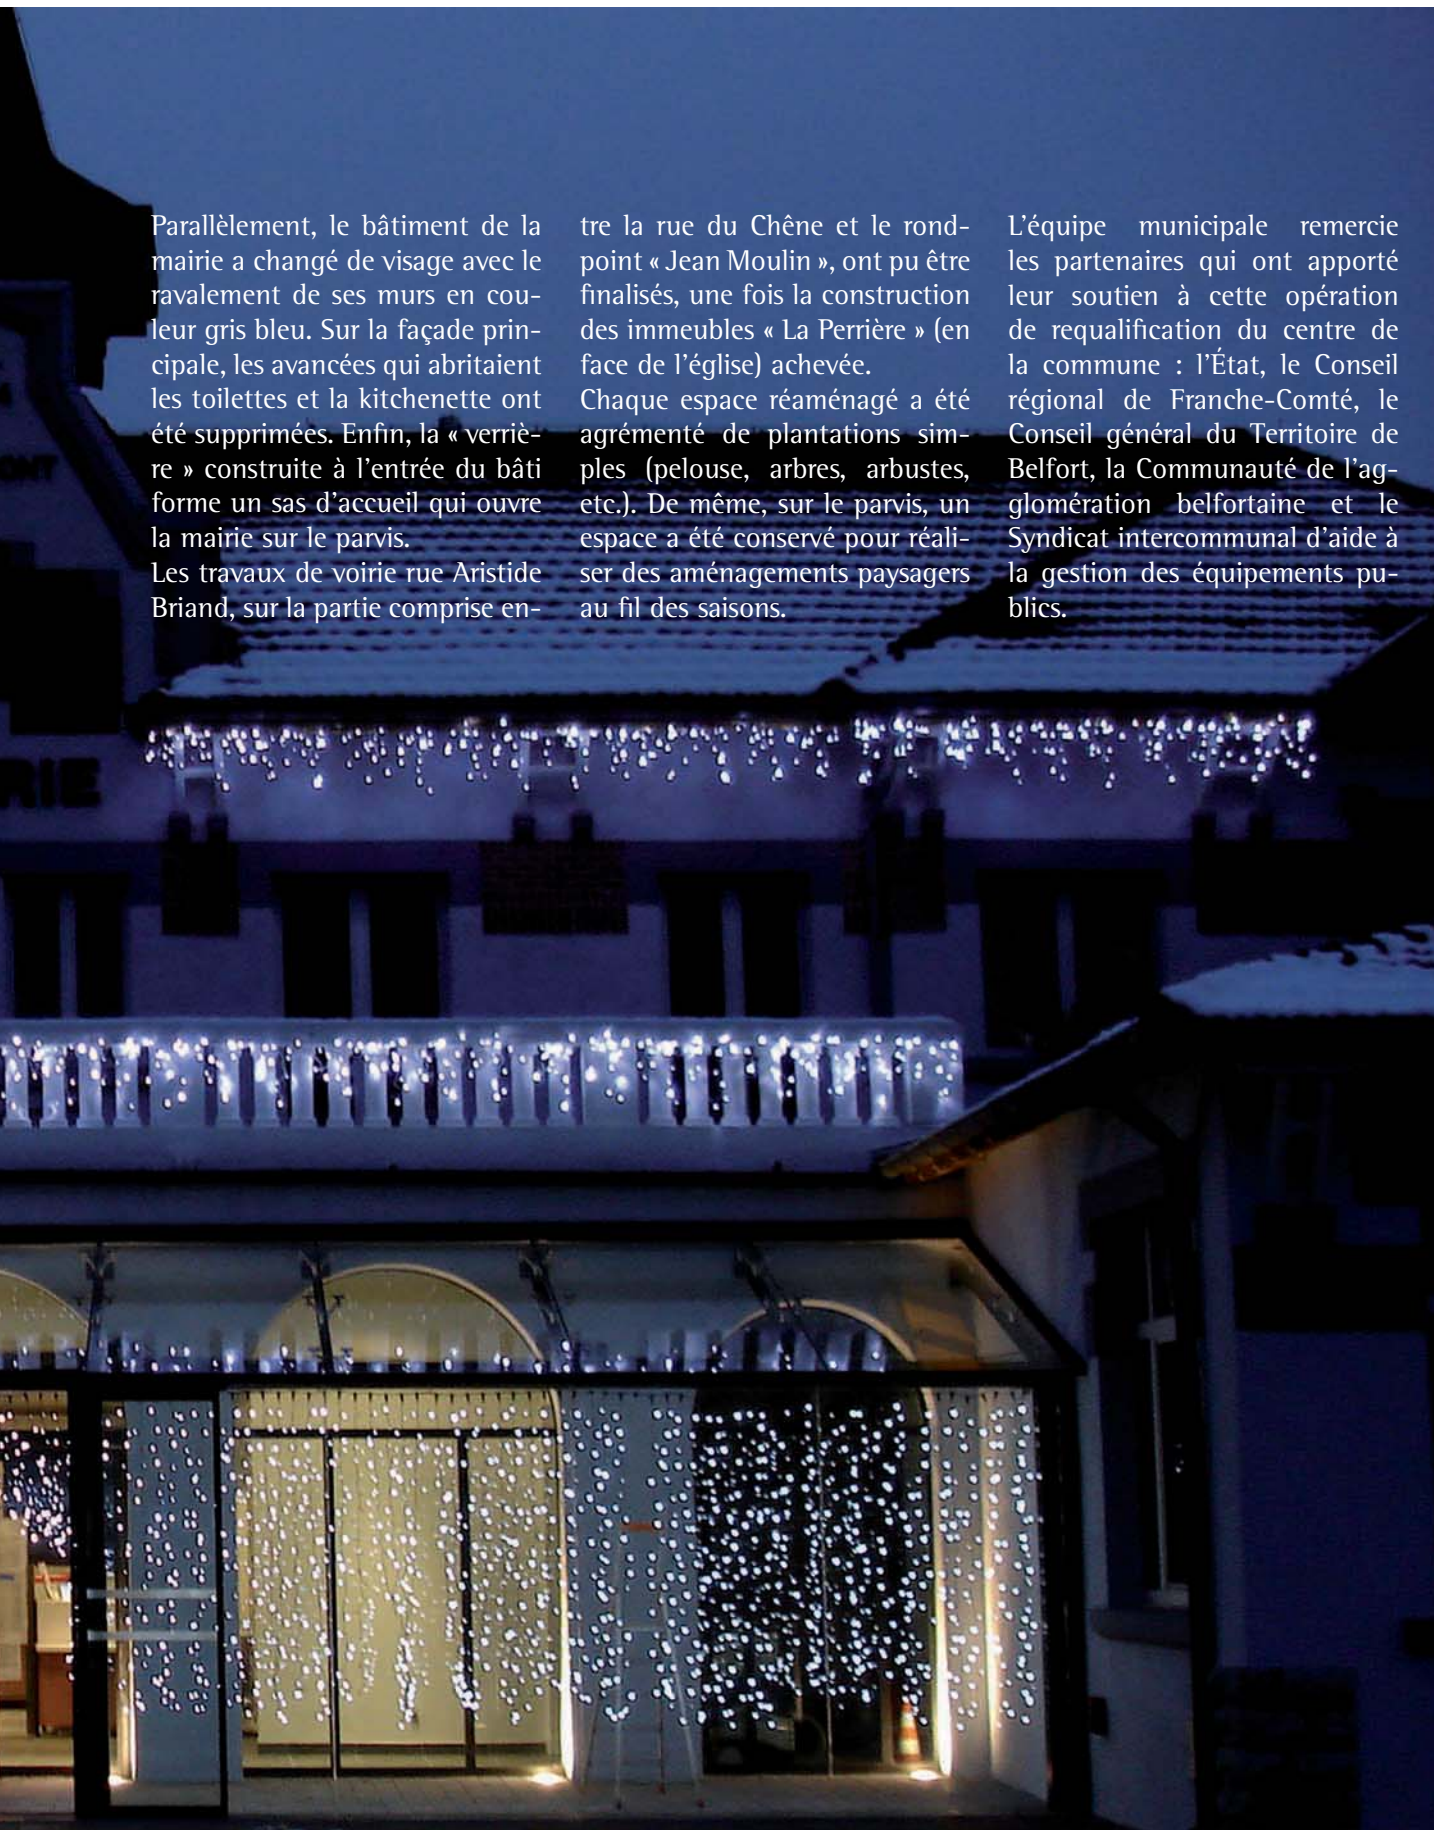 Parallèlement, le bâtiment de la
mairie a changé de visage avec le
ravalement de ses murs en cou-
leur gris bleu. Sur la façade prin-
cipale, les avancées qui abritaient
les toilettes et la kitchenette ont
été supprimées. Enfin, la « verriè-
re » construite à l'entrée du bâti
forme un sas d'accueil qui ouvre
la mairie sur le parvis.
Les travaux de voirie rue Aristide
Briand, sur la partie comprise en-
tre la rue du Chêne et le rond-
point « Jean Moulin », ont pu être
finalisés, une fois la construction
des immeubles « La Perrière » (en
face de l'église) achevée.
Chaque espace réaménagé a été
agrémenté de plantations sim-
ples (pelouse, arbres, arbustes,
etc.). De même, sur le parvis, un
espace a été conservé pour réali-
ser des aménagements paysagers
au fil des saisons.
L'équipe municipale remercie
les partenaires qui ont apporté
leur soutien à cette opération
de requalification du centre de
la commune : l'État, le Conseil
régional de Franche-Comté, le
Conseil général du Territoire de
Belfort, la Communauté de l'ag-
glomération belfortaine et le
Syndicat intercommunal d'aide à
la gestion des équipements pu-
blics.
ONT
RIE